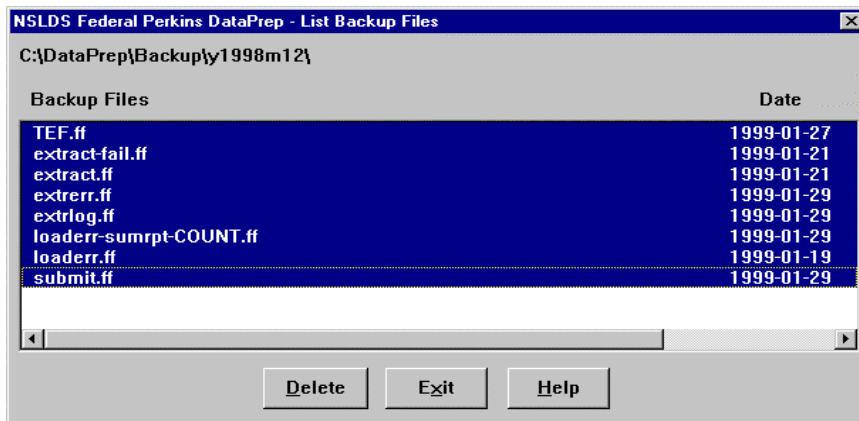 NSLDS Federal Perkins DataPrep - List Backup Files
C:\DataPrep\Backup\y1998m12\
Backup Files Date
TEF.ff 1999-01-27
extract-fail.ff 1999-01-21
extract.ff 1999-01-21
extrerr.ff 1999-01-29
extrlog.ff 1999-01-29
loaderr-sumrpt-COUNT.ff 1999-01-29
loaderr.ff 1999-01-19
submit.ff 1999-01-29
Delete Exit Help